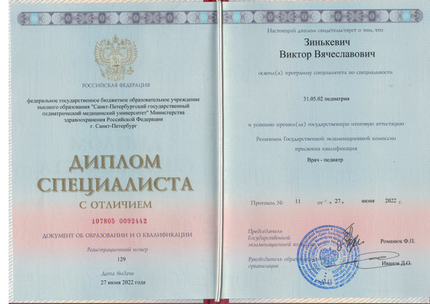 РОССИЙСКАЯ ФЕДЕРАЦИЯ
федеральное государственное бюджетное образовательное учреждение
высшего образования "Санкт-Петербургский государственный
педиатрический медицинский университет" Министерства
здравоохранения Российской Федерации
г. Санкт-Петербург
ДИПЛОМ
СПЕЦИАЛИСТА
С ОТЛИЧИЕМ
107805 0092442
ДОКУМЕНТ ОБ ОБРАЗОВАНИИ И О КВАЛИФИКАЦИИ
Регистрационный номер
129
Дата выдачи
27 июня 2022 года
Настоящий диплом свидетельствует о том, что
Зинькевич
Виктор Вячеславович
освоил(а) программу специалитета по специальности
31.05.02 педиатрия
и успешно прошел(ла) государственную итоговую аттестацию
Решением Государственной экзаменационной комиссии
присвоена квалификация
Врач - педиатр
Протокол № 11 от « 27 » июня 2022 г.
Председатель
Государственной
экзаменационной комиссии
Романюк Ф.П.
Руководитель
организации
Иванов Д.О.